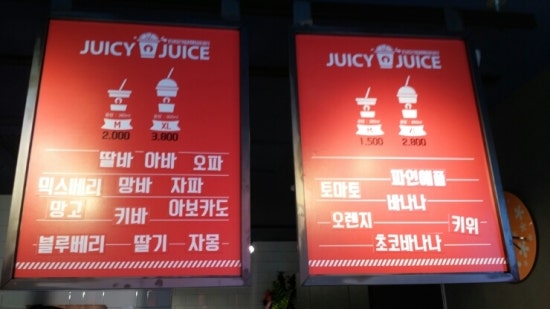 JUICY JUICE
M XL
2,000 3,800
딸바 아바 오파
믹스베리 망바 자파
망고 키바 아보카도
블루베리 딸기 자몽
JUICY JUICE
M XL
1,500 2,800
파인애플
토마토 바나나
오렌지 키위
초코바나나